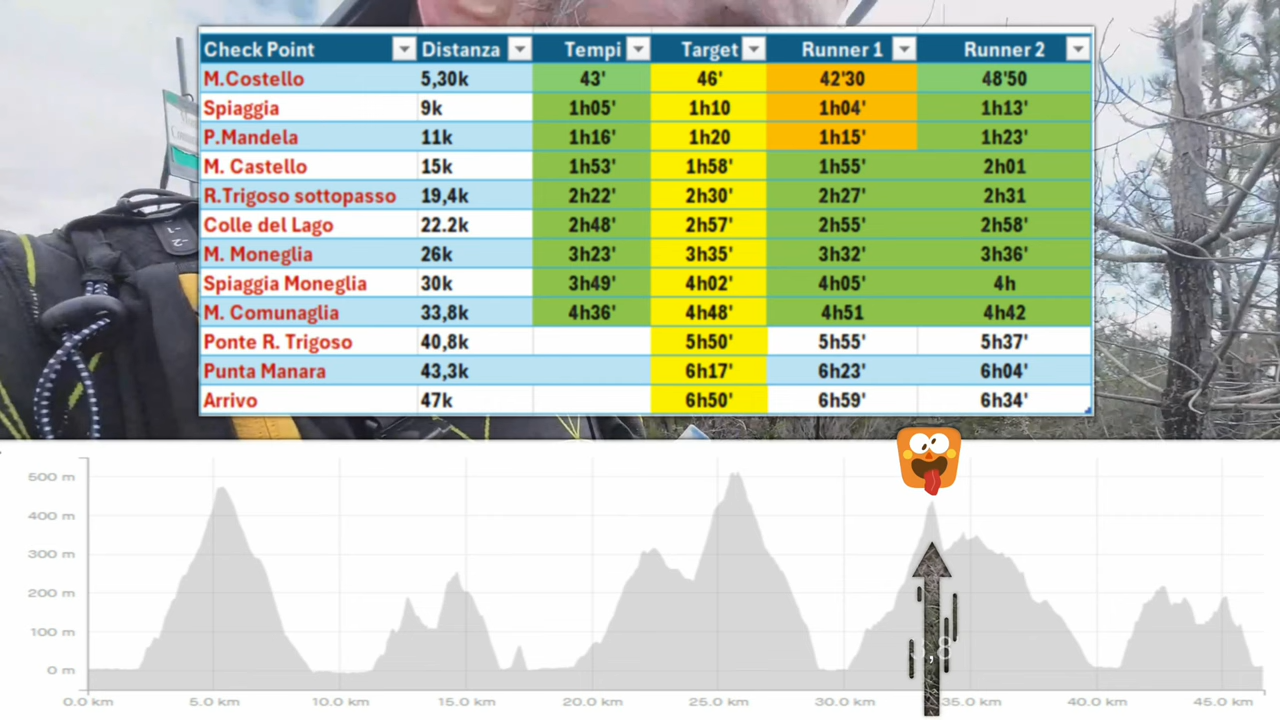 Check Point Distanza Tempi Target Runner 1 Runner 2
M.Costello 5,30k 43' 46' 42'30 48'50
Spiaggia 9k 1h05' 1h10 1h04' 1h13'
P.Mandela 11k 1h16' 1h20 1h15' 1h23'
M. Castello 15k 1h53' 1h58' 1h55' 2h01
R.Trigoso sottopasso 19,4k 2h22' 2h30' 2h27' 2h31
Colle del Lago 22.2k 2h48' 2h57' 2h55' 2h58'
M. Moneglia 26k 3h23' 3h35' 3h32' 3h36'
Spiaggia Moneglia 30k 3h49' 4h02' 4h05' 4h
M. Comunaglia 33,8k 4h36' 4h48' 4h51 4h42
Ponte R. Trigoso 40,8k 5h50' 5h55' 5h37'
Punta Manara 43,3k 6h17' 6h23' 6h04'
Arrivo 47k 6h50' 6h59' 6h34'
500 m
400 m
300 m
200 m
100 m
0 m
0.0 km 5.0 km 10.0 km 15.0 km 20.0 km 25.0 km 30.0 km 35.0 km 40.0 km 45.0 km